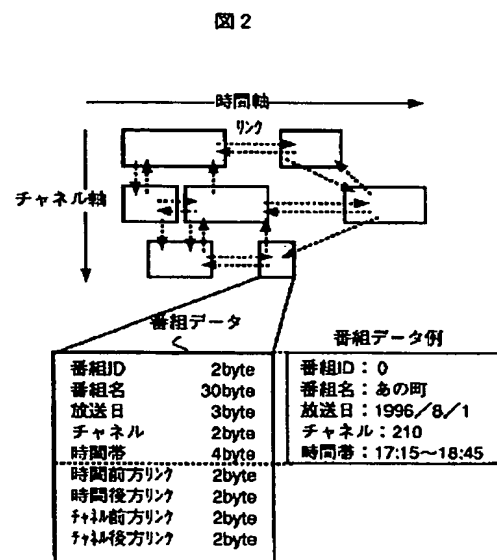 図2
時間軸
リンク
チャネル軸
番組データ
番組ID 2byte
番組名 30byte
放送日 3byte
チャネル 2byte
時間帯 4byte
時間前方リンク 2byte
時間後方リンク 2byte
ﾁｬﾈﾙ前方ﾘﾝｸ 2byte
ﾁｬﾈﾙ後方ﾘﾝｸ 2byte
番組データ例
番組ID：0
番組名：あの町
放送日：1996／8／1
チャネル：210
時間帯：17:15～18:45